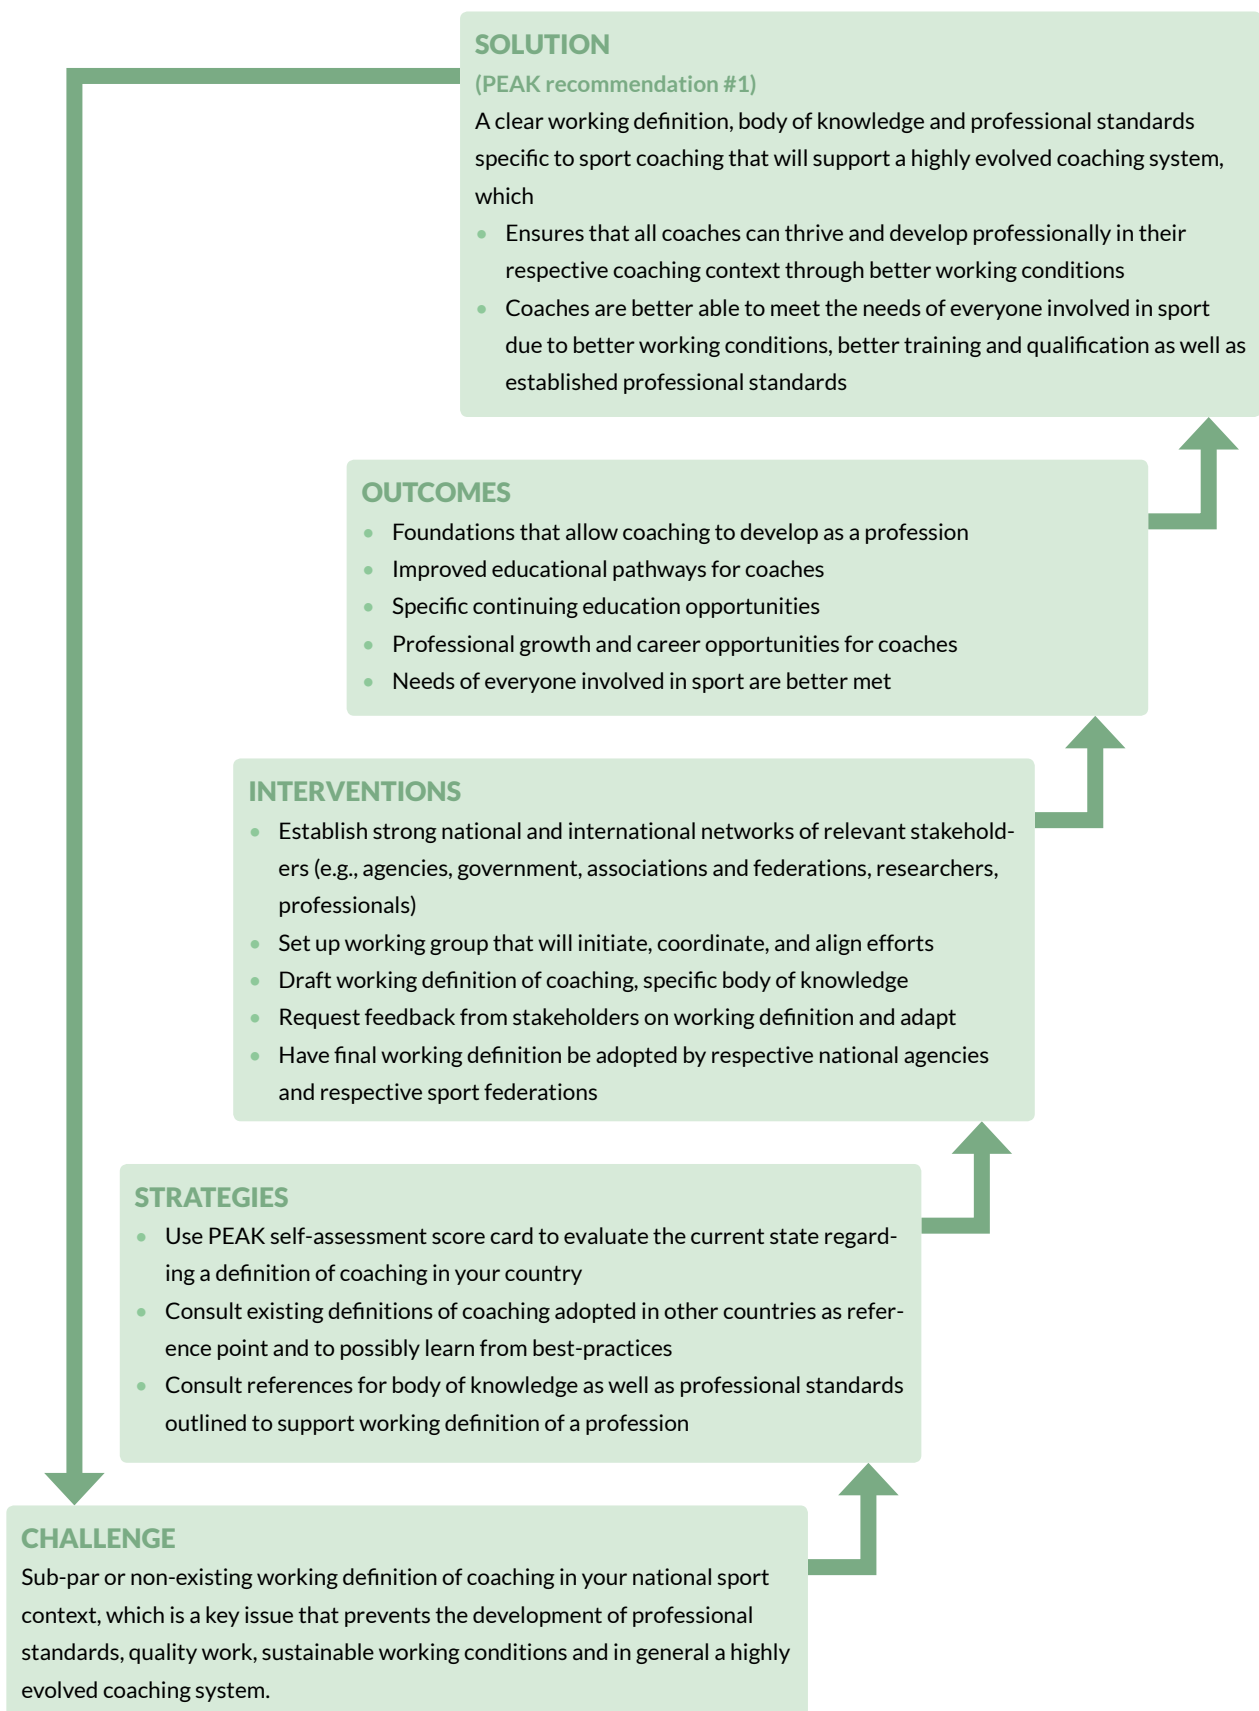 SOLUTION
(PEAK recommendation #1)
A clear working definition, body of knowledge and professional standards
specific to sport coaching that will support a highly evolved coaching system,
which
• Ensures that all coaches can thrive and develop professionally in their
respective coaching context through better working conditions
• Coaches are better able to meet the needs of everyone involved in sport
due to better working conditions, better training and qualification as well as
established professional standards
OUTCOMES
• Foundations that allow coaching to develop as a profession
• Improved educational pathways for coaches
• Specific continuing education opportunities
• Professional growth and career opportunities for coaches
• Needs of everyone involved in sport are better met
INTERVENTIONS
• Establish strong national and international networks of relevant stakehold-
ers (e.g., agencies, government, associations and federations, researchers,
professionals)
• Set up working group that will initiate, coordinate, and align efforts
• Draft working definition of coaching, specific body of knowledge
• Request feedback from stakeholders on working definition and adapt
• Have final working definition be adopted by respective national agencies
and respective sport federations
STRATEGIES
• Use PEAK self-assessment score card to evaluate the current state regard-
ing a definition of coaching in your country
• Consult existing definitions of coaching adopted in other countries as refer-
ence point and to possibly learn from best-practices
• Consult references for body of knowledge as well as professional standards
outlined to support working definition of a profession
CHALLENGE
Sub-par or non-existing working definition of coaching in your national sport
context, which is a key issue that prevents the development of professional
standards, quality work, sustainable working conditions and in general a highly
evolved coaching system.